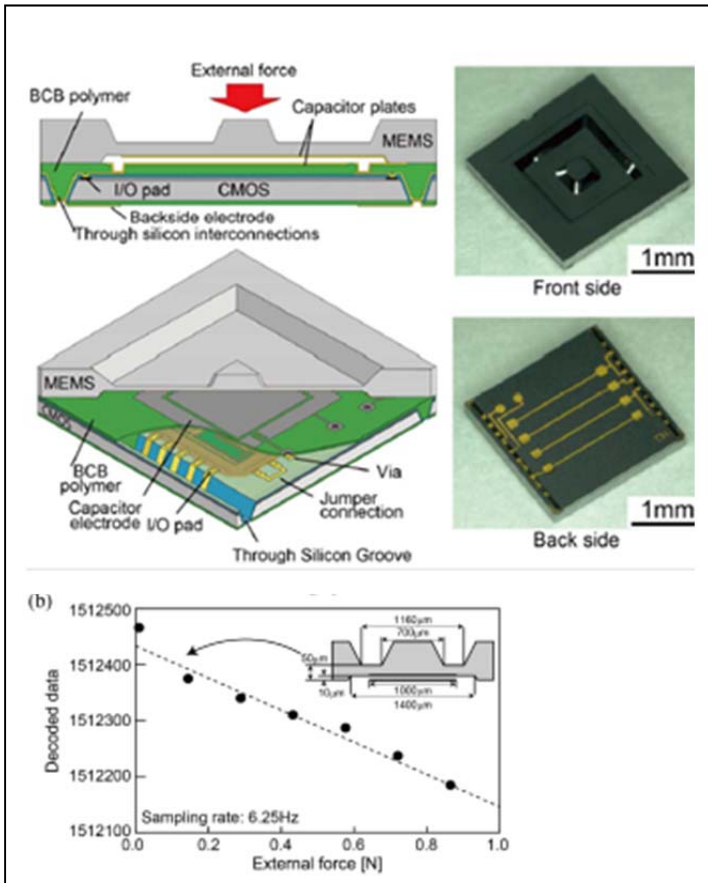 External force
BCB polymer
Capacitor plates
MEMS
I/O pad
CMOS
Backside electrode
Through silicon interconnections
1mm
Front side
MEMS
CMOS
BCB
polymer
Capacitor
electrode
I/O pad
Via
Jumper
connection
Through Silicon Groove
1mm
Back side
(b)
1512500
1512400
1512300
1512200
1512100
Decoded data
1160μm
700μm
50μm
10μm
1000μm
1400μm
Sampling rate: 6.25Hz
0.0
0.2
0.4
0.6
0.8
1.0
External force [N]